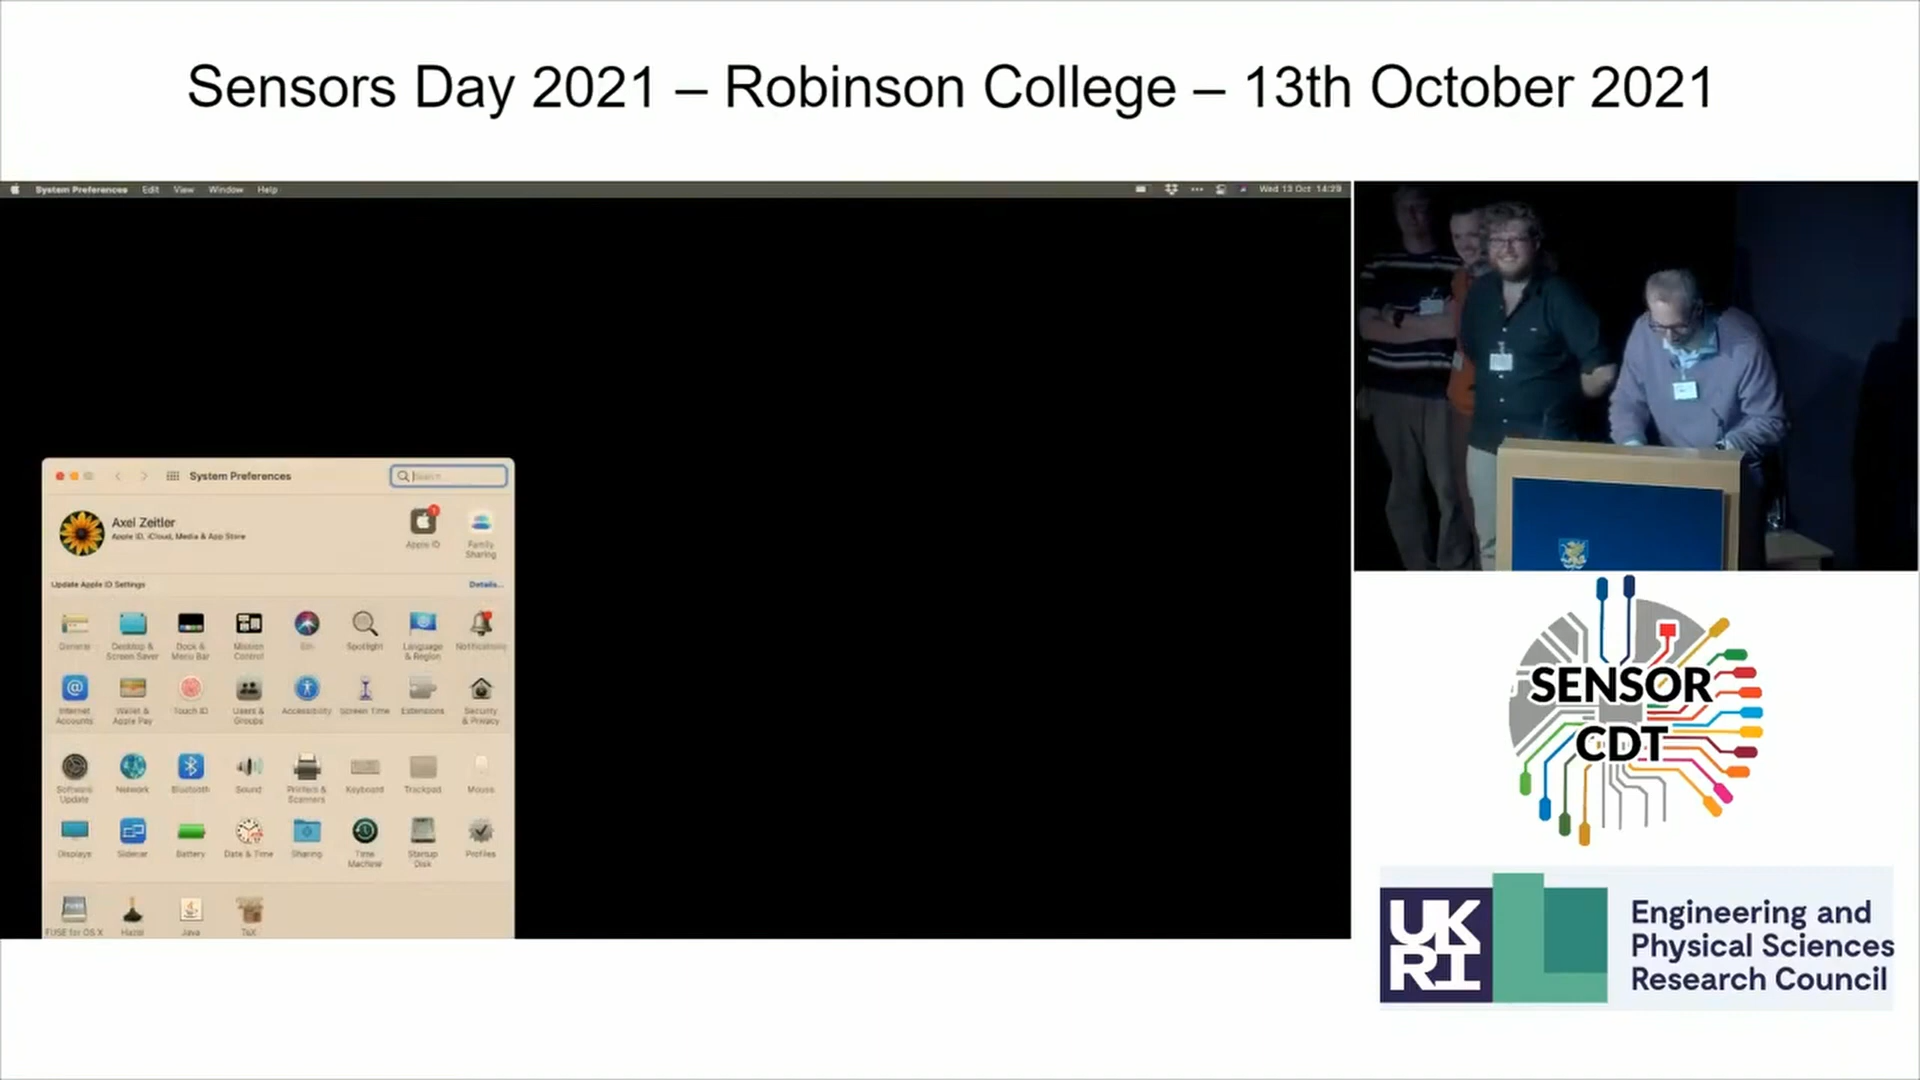 Sensors Day 2021 – Robinson College – 13th October 2021
System Preferences Edit View Window Help
Wed 13 Oct 14:29
System Preferences
Search
Axel Zeitler
Apple ID, iCloud, Media & App Store
Apple ID
Family
Sharing
Update Apple ID Settings
Details...
General Desktop & Screen Saver Dock & Menu Bar Mission Control Siri Spotlight Language & Region Notifications
Internet Accounts Wallet & Apple Pay Touch ID Users & Groups Accessibility Screen Time Extensions Security & Privacy
Software Update Network Bluetooth Sound Printers & Scanners Keyboard Trackpad Mouse
Displays Sidecar Battery Date & Time Sharing Time Machine Startup Disk Profiles
FUSE for OS X Hazel Java TeX
SENSOR
CDT
UK
RI
Engineering and
Physical Sciences
Research Council